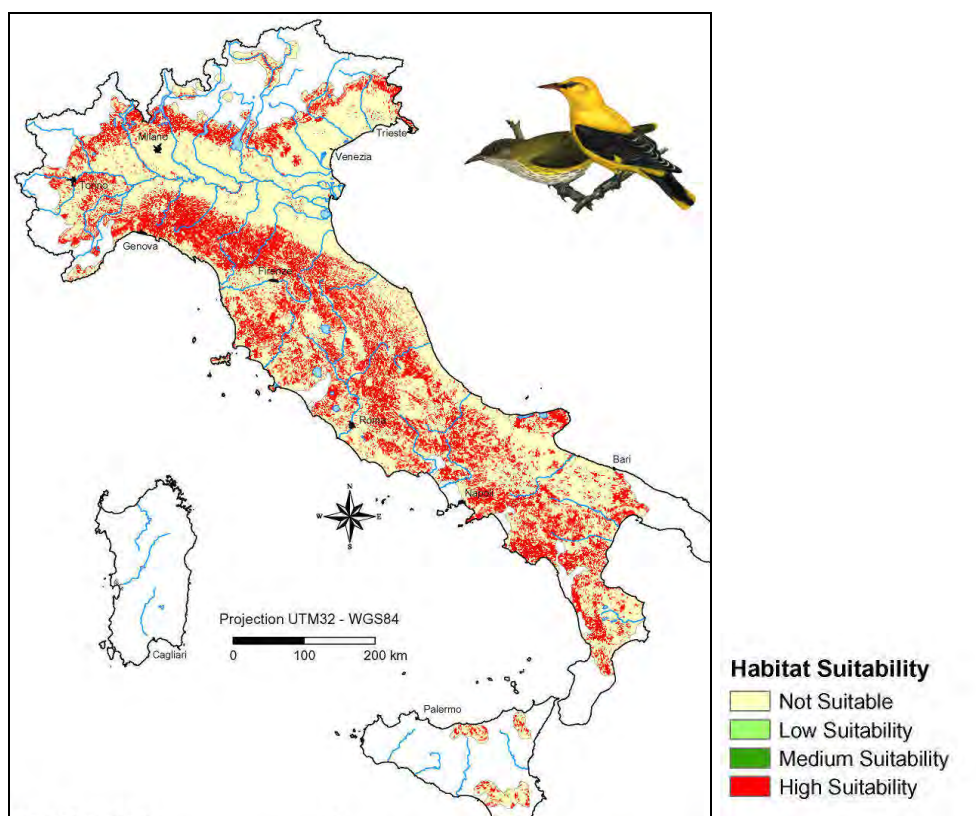 Trieste
Milano
Venezia
Torino
Genova
Firenze
Roma
Bari
Napoli
N
W E
S
Projection UTM32 - WGS84
0 100 200 km
Cagliari
Palermo
Habitat Suitability
Not Suitable
Low Suitability
Medium Suitability
High Suitability